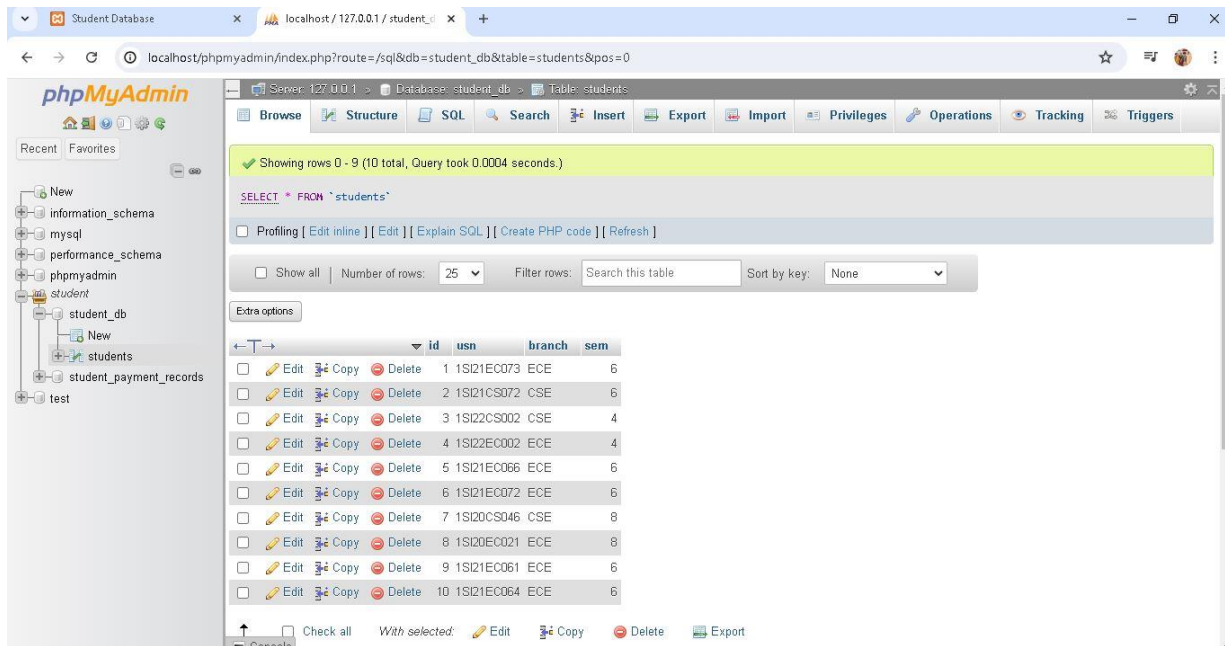 Student Database
localhost / 127.0.0.1 / student_d
localhost/phpmyadmin/index.php?route=/sql&db=student_db&table=students&pos=0
phpMyAdmin
Recent Favorites
New
information_schema
mysql
performance_schema
phpmyadmin
student
student_db
New
students
student_payment_records
test
Server: 127.0.0.1 » Database: student_db » Table: students
Browse Structure SQL Search Insert Export Import Privileges Operations Tracking Triggers
Showing rows 0 - 9 (10 total, Query took 0.0004 seconds.)
SELECT * FROM `students`
Profiling [ Edit inline ] [ Edit ] [ Explain SQL ] [ Create PHP code ] [ Refresh ]
Show all | Number of rows: 25 Filter rows: Search this table Sort by key: None
Extra options
←T→ id usn branch sem
Edit Copy Delete 1 1SI21EC073 ECE 6
Edit Copy Delete 2 1SI21CS072 CSE 6
Edit Copy Delete 3 1SI22CS002 CSE 4
Edit Copy Delete 4 1SI22EC002 ECE 4
Edit Copy Delete 5 1SI21EC066 ECE 6
Edit Copy Delete 6 1SI21EC072 ECE 6
Edit Copy Delete 7 1SI20CS046 CSE 8
Edit Copy Delete 8 1SI20EC021 ECE 8
Edit Copy Delete 9 1SI21EC061 ECE 6
Edit Copy Delete 10 1SI21EC064 ECE 6
Check all With selected: Edit Copy Delete Export
Console